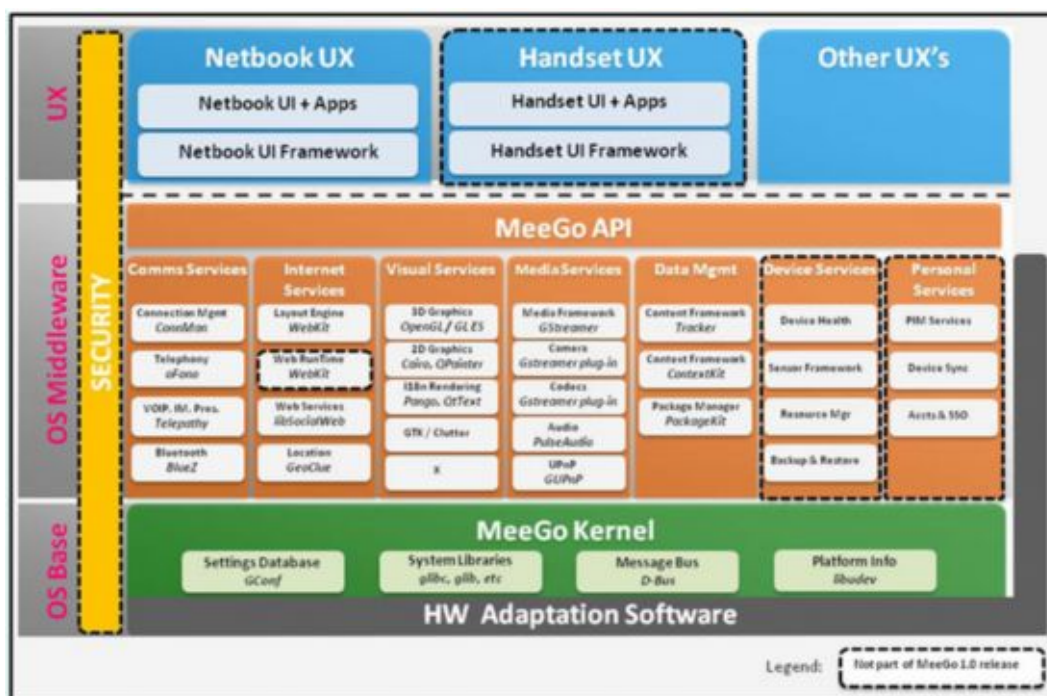 UX
OS Middleware
OS Base
SECURITY
Netbook UX
Netbook UI + Apps
Netbook UI Framework
Handset UX
Handset UI + Apps
Handset UI Framework
Other UX's
MeeGo API
Comms Services
Connection Mgmt
ConnMan
Telephony
oFono
VOIP, IM, Pres.
Telepathy
Bluetooth
BlueZ
Internet
Services
Layout Engine
WebKit
Web RunTime
WebKit
Web Services
libSocialWeb
Location
GeoClue
Visual Services
3D Graphics
OpenGL / GLES
2D Graphics
Cairo, QPainter
I18n Rendering
Pango, QtText
GTK / Clutter
X
Media Services
Media Framework
GStreamer
Camera
Gstreamer plug-in
Codecs
Gstreamer plug-in
Audio
PulseAudio
UPnP
GUPnP
Data Mgmt
Content Framework
Tracker
Context Framework
ContextKit
Package Manager
PackageKit
Device Services
Device Health
Sensor Framework
Resource Mgr
Backup & Restore
Personal
Services
PIM Services
Device Sync
Accts & SSO
MeeGo Kernel
Settings Database
GConf
System Libraries
glibc, glib, etc
Message Bus
D-Bus
Platform Info
libudev
HW Adaptation Software
Legend:
Not part of MeeGo 1.0 release